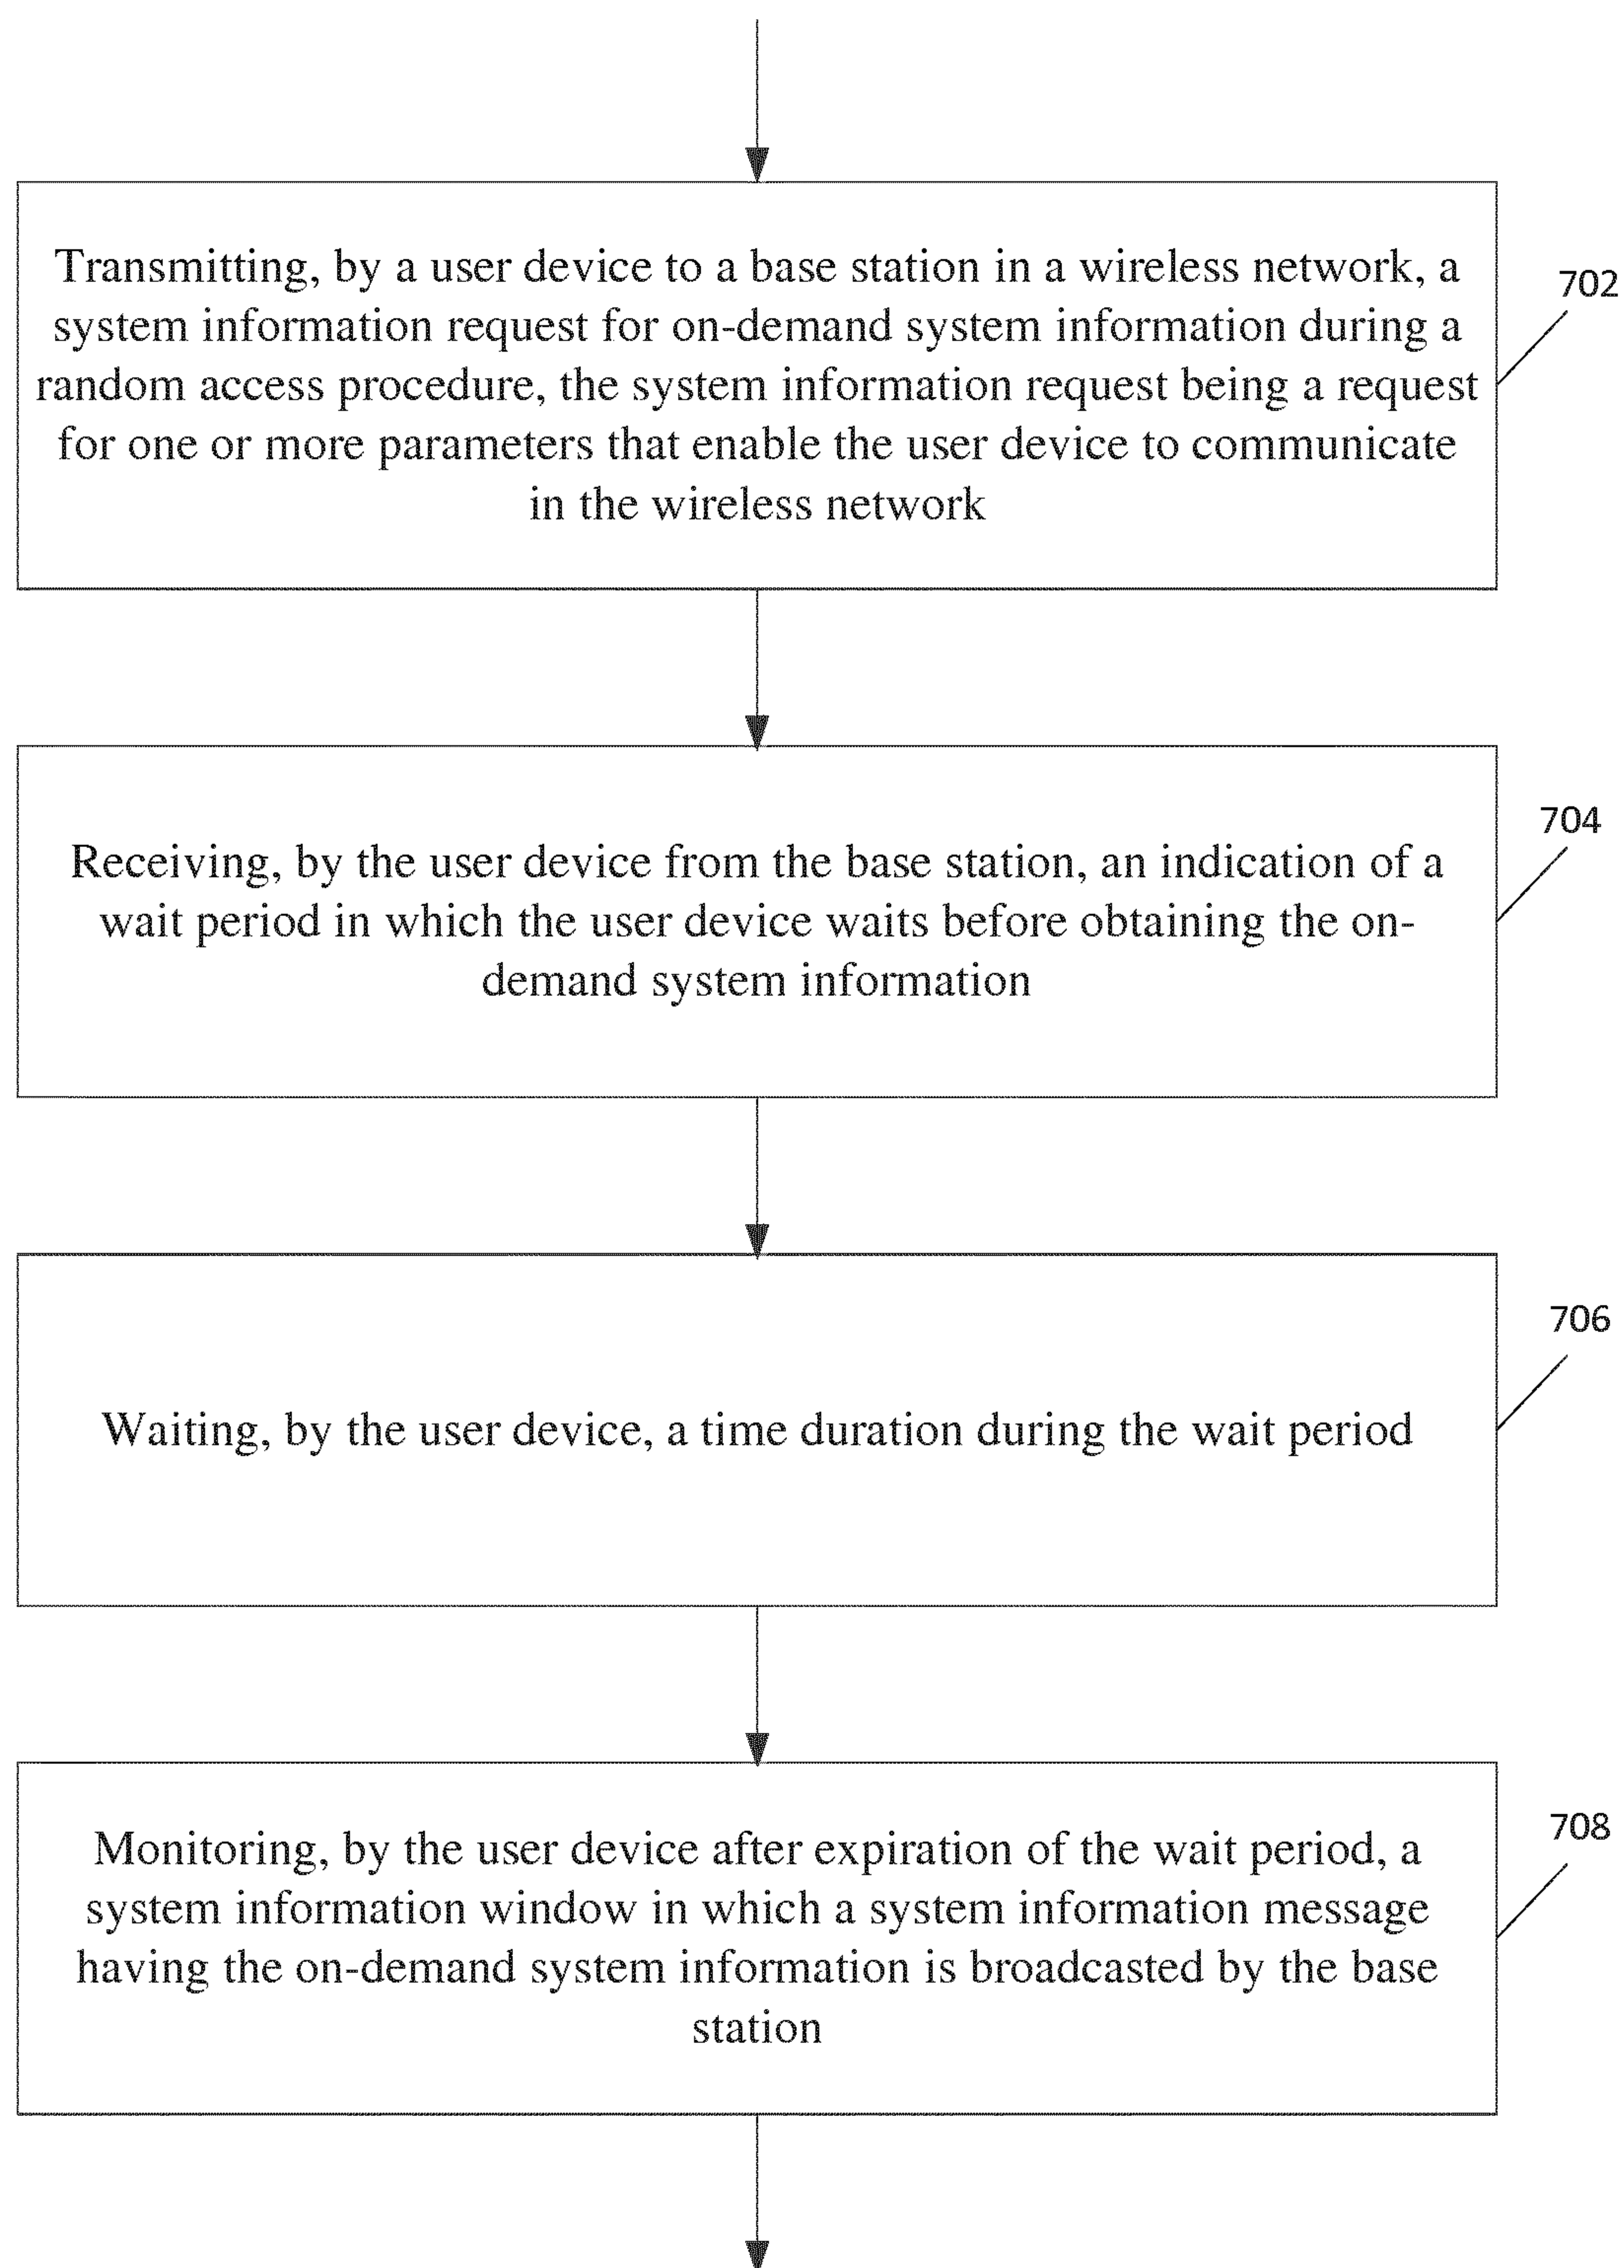 Transmitting, by a user device to a base station in a wireless network, a
system information request for on-demand system information during a
random access procedure, the system information request being a request
for one or more parameters that enable the user device to communicate
in the wireless network
702
Receiving, by the user device from the base station, an indication of a
wait period in which the user device waits before obtaining the on-
demand system information
704
Waiting, by the user device, a time duration during the wait period
706
Monitoring, by the user device after expiration of the wait period, a
system information window in which a system information message
having the on-demand system information is broadcasted by the base
station
708